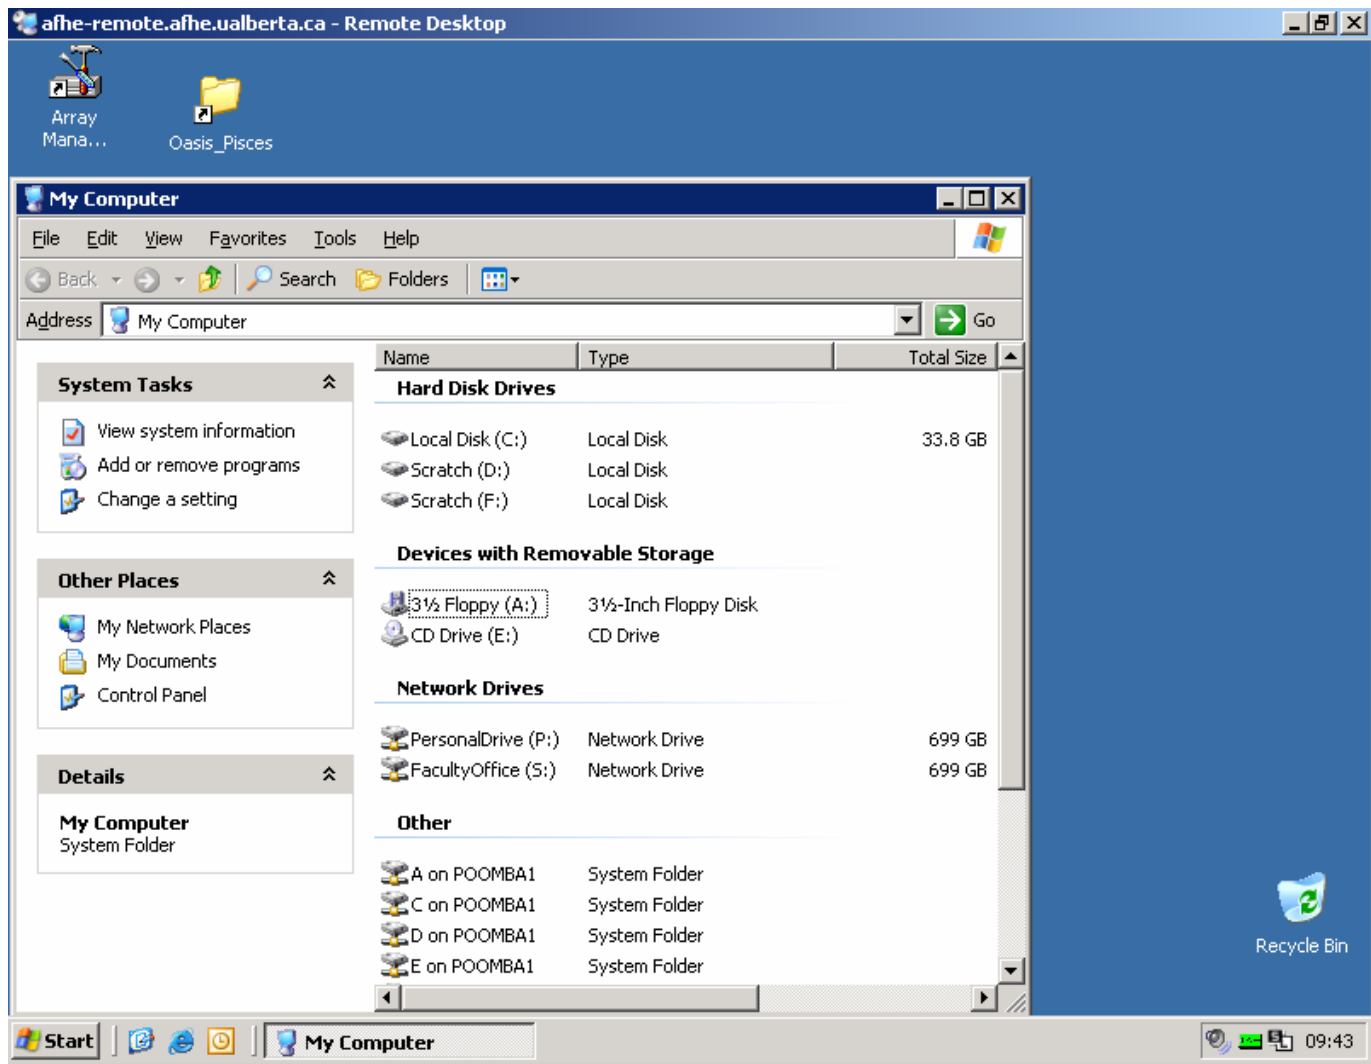 afhe-remote.afhe.ualberta.ca - Remote Desktop
Array
Mana...
Oasis_Pisces
My Computer
File Edit View Favorites Tools Help
Back Search Folders
Address My Computer Go
Name Type Total Size
System Tasks
View system information
Add or remove programs
Change a setting
Other Places
My Network Places
My Documents
Control Panel
Details
My Computer
System Folder
Hard Disk Drives
Local Disk (C:) Local Disk 33.8 GB
Scratch (D:) Local Disk
Scratch (F:) Local Disk
Devices with Removable Storage
3½ Floppy (A:) 3½-Inch Floppy Disk
CD Drive (E:) CD Drive
Network Drives
PersonalDrive (P:) Network Drive 699 GB
FacultyOffice (S:) Network Drive 699 GB
Other
A on POOMBA1 System Folder
C on POOMBA1 System Folder
D on POOMBA1 System Folder
E on POOMBA1 System Folder
Recycle Bin
Start My Computer 09:43